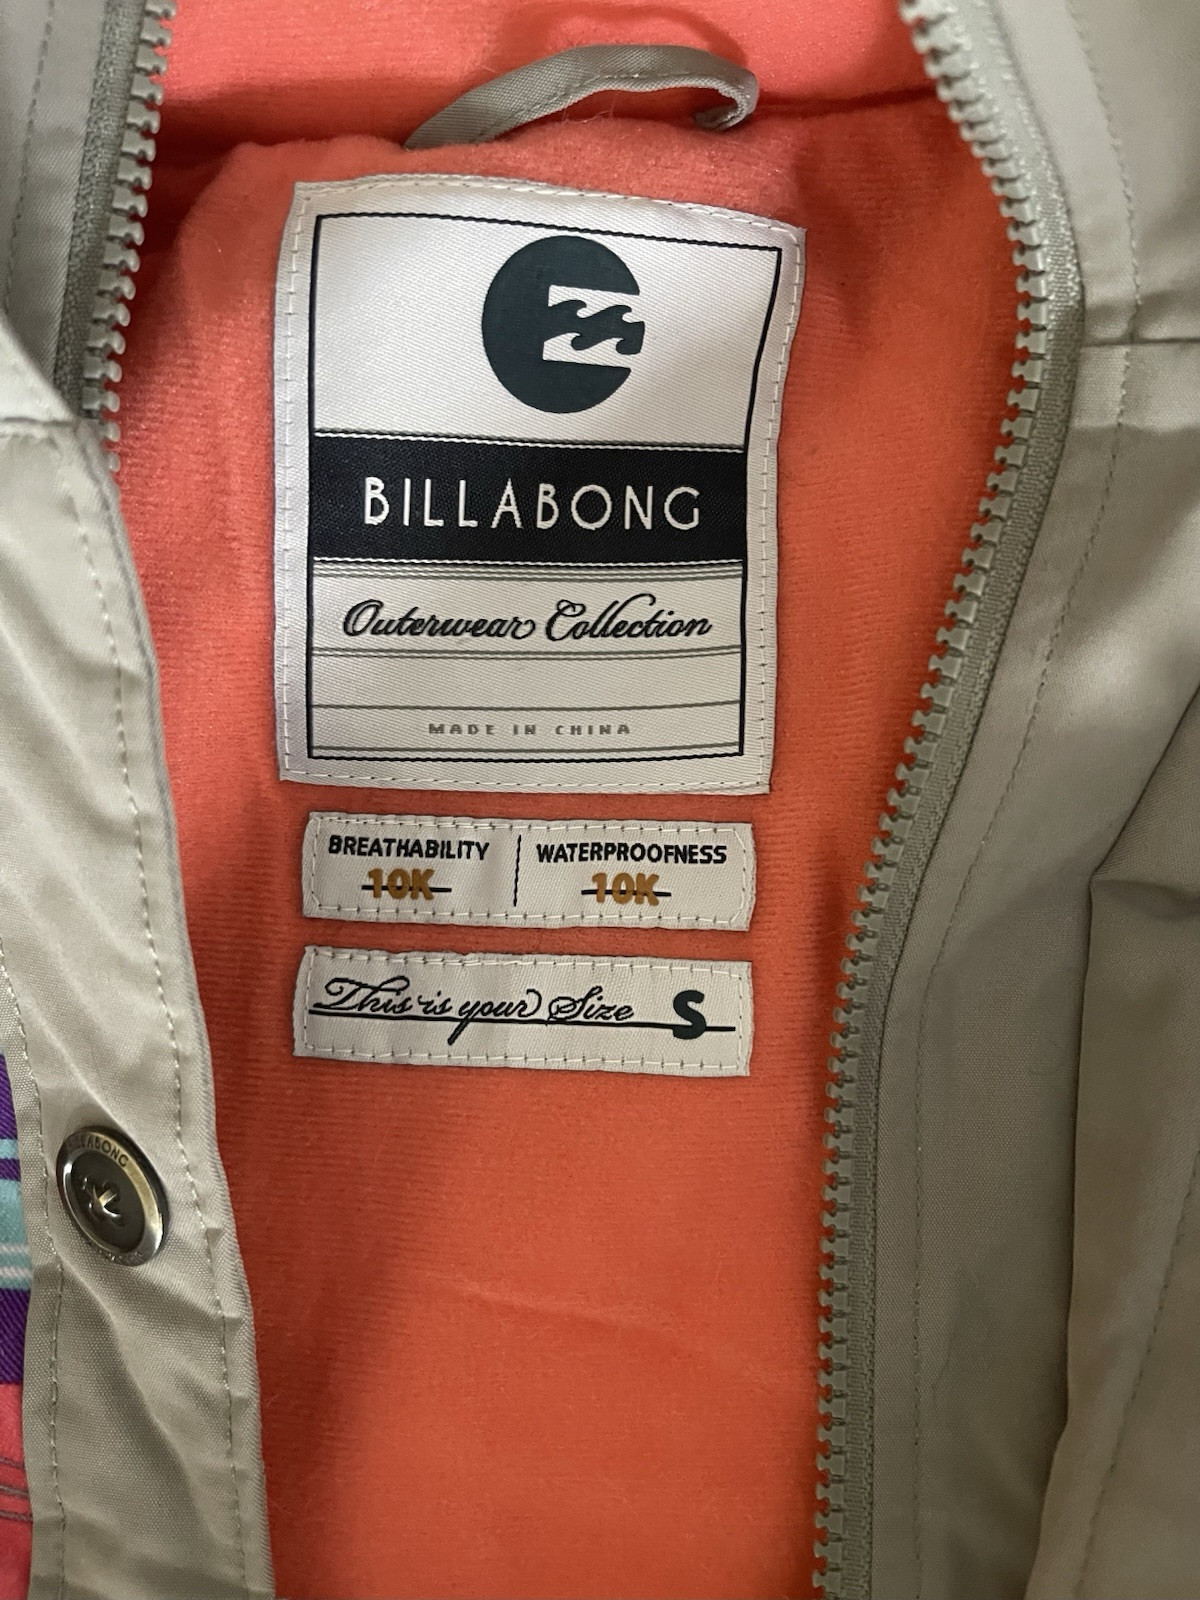 BILLABONG
Outerwear Collection
MADE IN CHINA
BREATHABILITY WATERPROOFNESS
10K 10K
This is your Size S
BILLABONG